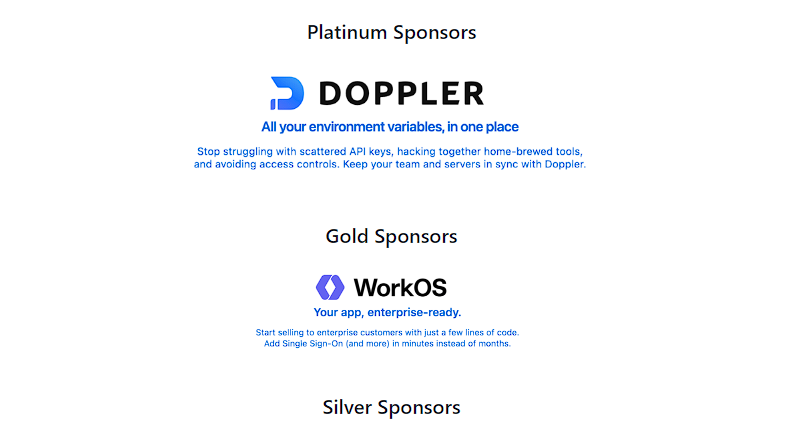 Platinum Sponsors
DOPPLER
All your environment variables, in one place
Stop struggling with scattered API keys, hacking together home-brewed tools,
and avoiding access controls. Keep your team and servers in sync with Doppler.
Gold Sponsors
WorkOS
Your app, enterprise-ready.
Start selling to enterprise customers with just a few lines of code.
Add Single Sign-On (and more) in minutes instead of months.
Silver Sponsors